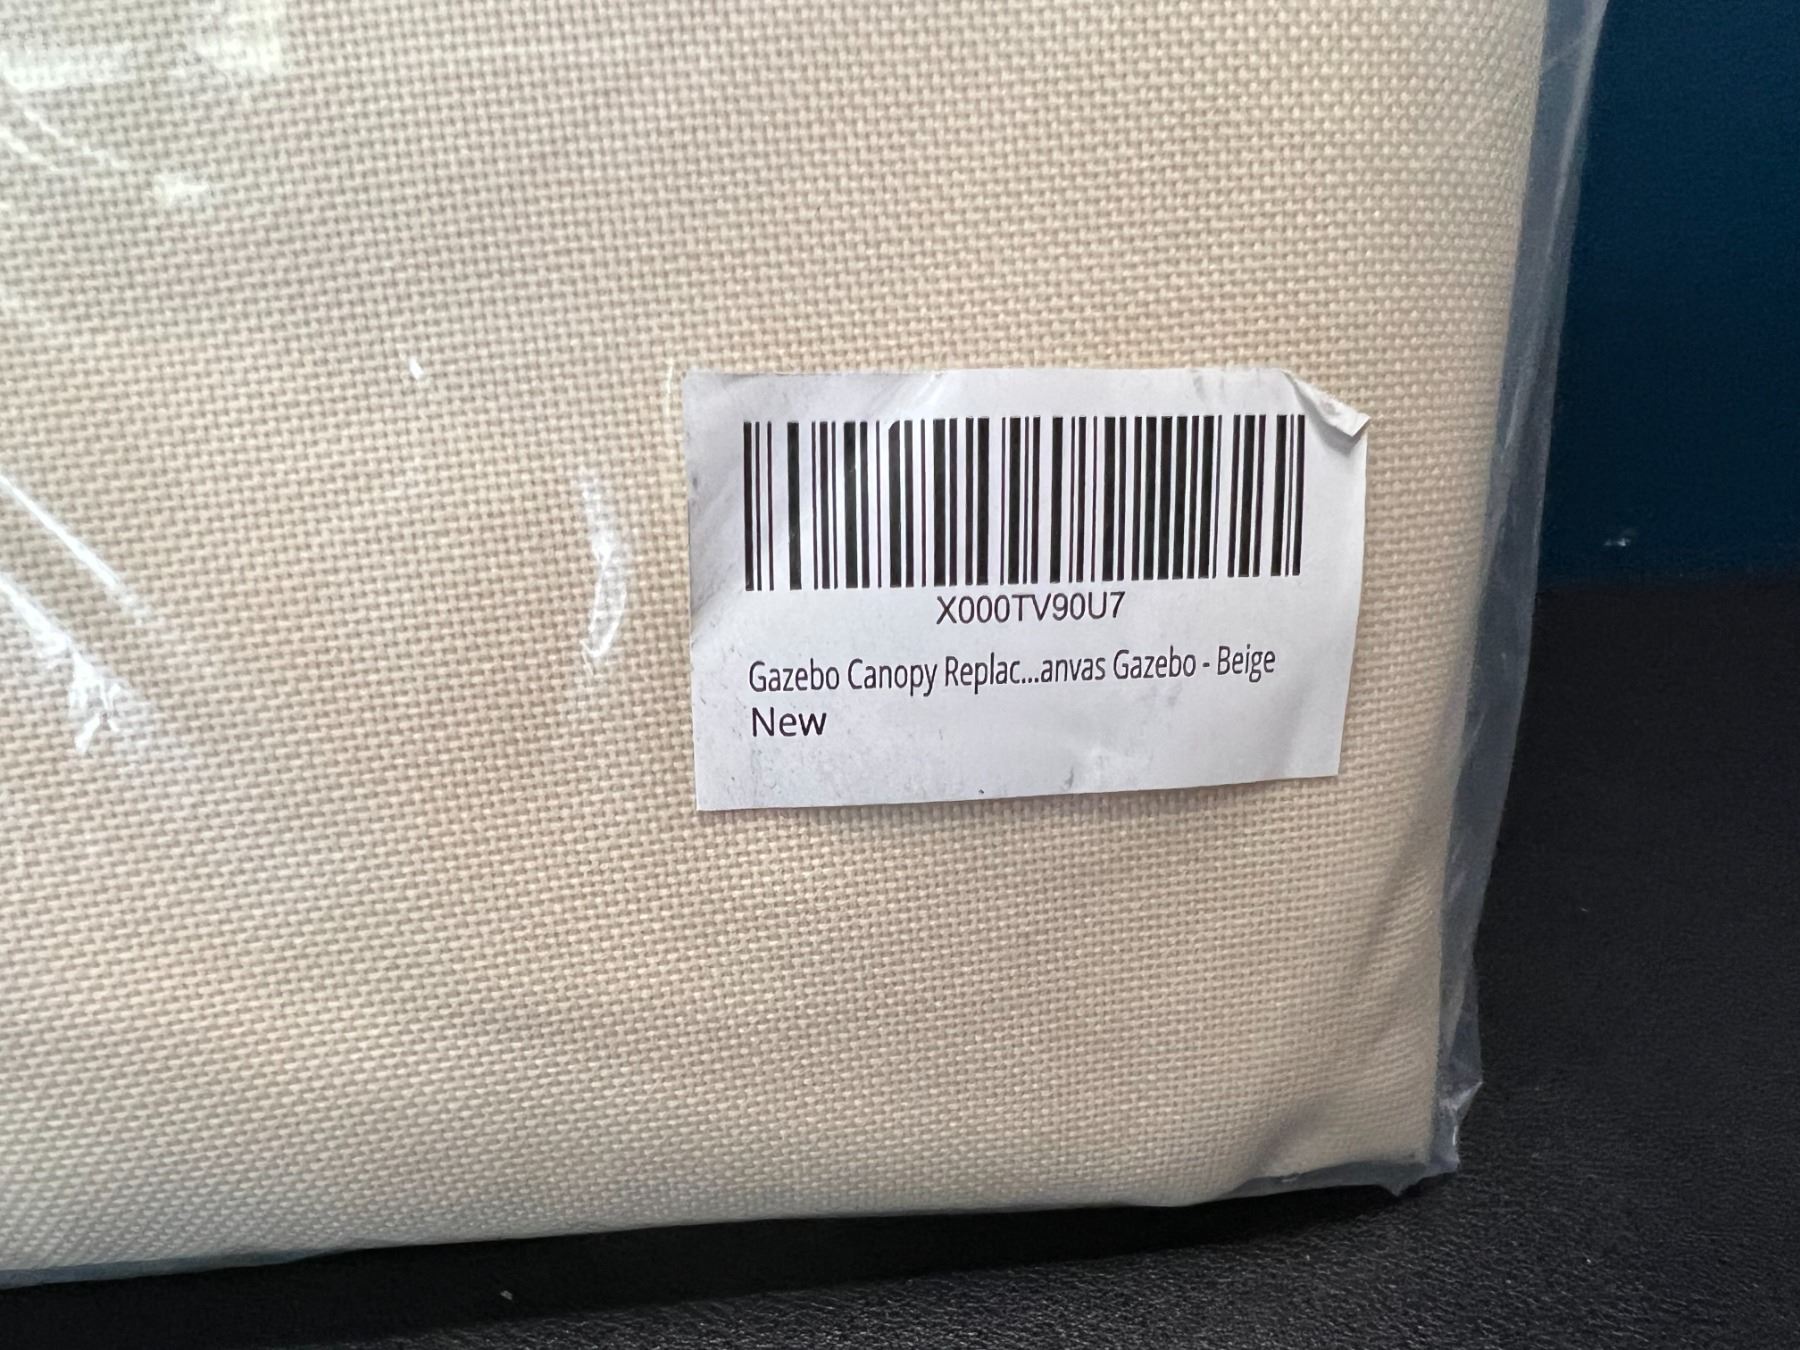 X000TV90U7
Gazebo Canopy Replac...anvas Gazebo - Beige
New